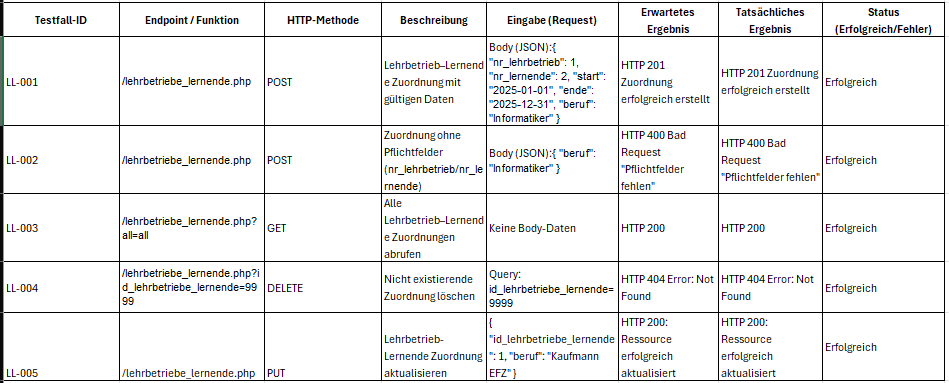 Testfall-ID
Endpoint / Funktion
HTTP-Methode
Beschreibung
Eingabe (Request)
Erwartetes
Ergebnis
Tatsächliches
Ergebnis
Status
(Erfolgreich/Fehler)
LL-001
/lehrbetriebe_lernende.php
POST
Lehrbetrieb–Lernend
e Zuordnung mit
gültigen Daten
Body (JSON):{
"nr_lehrbetrieb": 1,
"nr_lernende": 2, "start":
"2025-01-01", "ende":
"2025-12-31", "beruf":
"Informatiker" }
HTTP 201
Zuordnung
erfolgreich erstellt
HTTP 201 Zuordnung
erfolgreich erstellt
Erfolgreich
LL-002
/lehrbetriebe_lernende.php
POST
Zuordnung ohne
Pflichtfelder
(nr_lehrbetrieb/nr_le
rnende)
Body (JSON):{ "beruf":
"Informatiker" }
HTTP 400 Bad
Request
"Pflichtfelder
fehlen"
HTTP 400 Bad
Request
"Pflichtfelder fehlen"
Erfolgreich
LL-003
/lehrbetriebe_lernende.php?
all=all
GET
Alle
Lehrbetrieb–Lernend
e Zuordnungen
abrufen
Keine Body-Daten
HTTP 200
HTTP 200
Erfolgreich
LL-004
/lehrbetriebe_lernende.php?i
d_lehrbetriebe_lernende=99
99
DELETE
Nicht existierende
Zuordnung löschen
Query:
id_lehrbetriebe_lernende=
9999
HTTP 404 Error: Not
Found
HTTP 404 Error: Not
Found
Erfolgreich
LL-005
/lehrbetriebe_lernende.php
PUT
Lehrbetrieb-
Lernende Zuordnung
aktualisieren
{
"id_lehrbetriebe_lernende
": 1, "beruf": "Kaufmann
EFZ" }
HTTP 200:
Ressource
erfolgreich
aktualisiert
HTTP 200:
Ressource
erfolgreich
aktualisiert
Erfolgreich